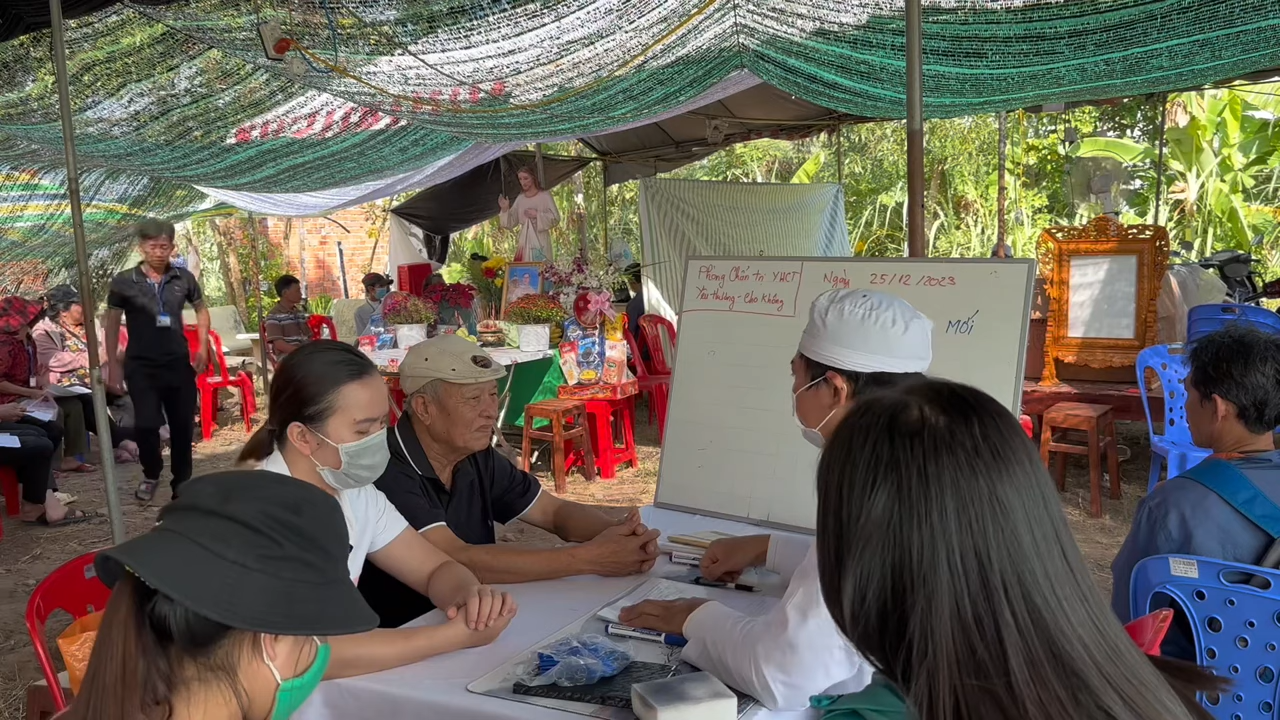 Phòng Chẩn trị YHCT
Yêu thương - cho không
Ngày 25/12/2023
MỚI